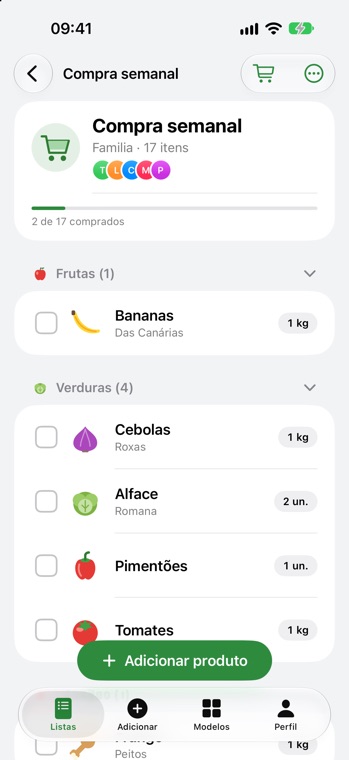 09:41
Compra semanal
Compra semanal
Familia · 17 itens
T L C M P
2 de 17 comprados
Frutas (1)
Bananas
Das Canárias
1 kg
Verduras (4)
Cebolas
Roxas
1 kg
Alface
Romana
2 un.
Pimentões
1 un.
Tomates
1 kg
+ Adicionar produto
Listas
Adicionar
Modelos
Perfil
Peitos
1 kg